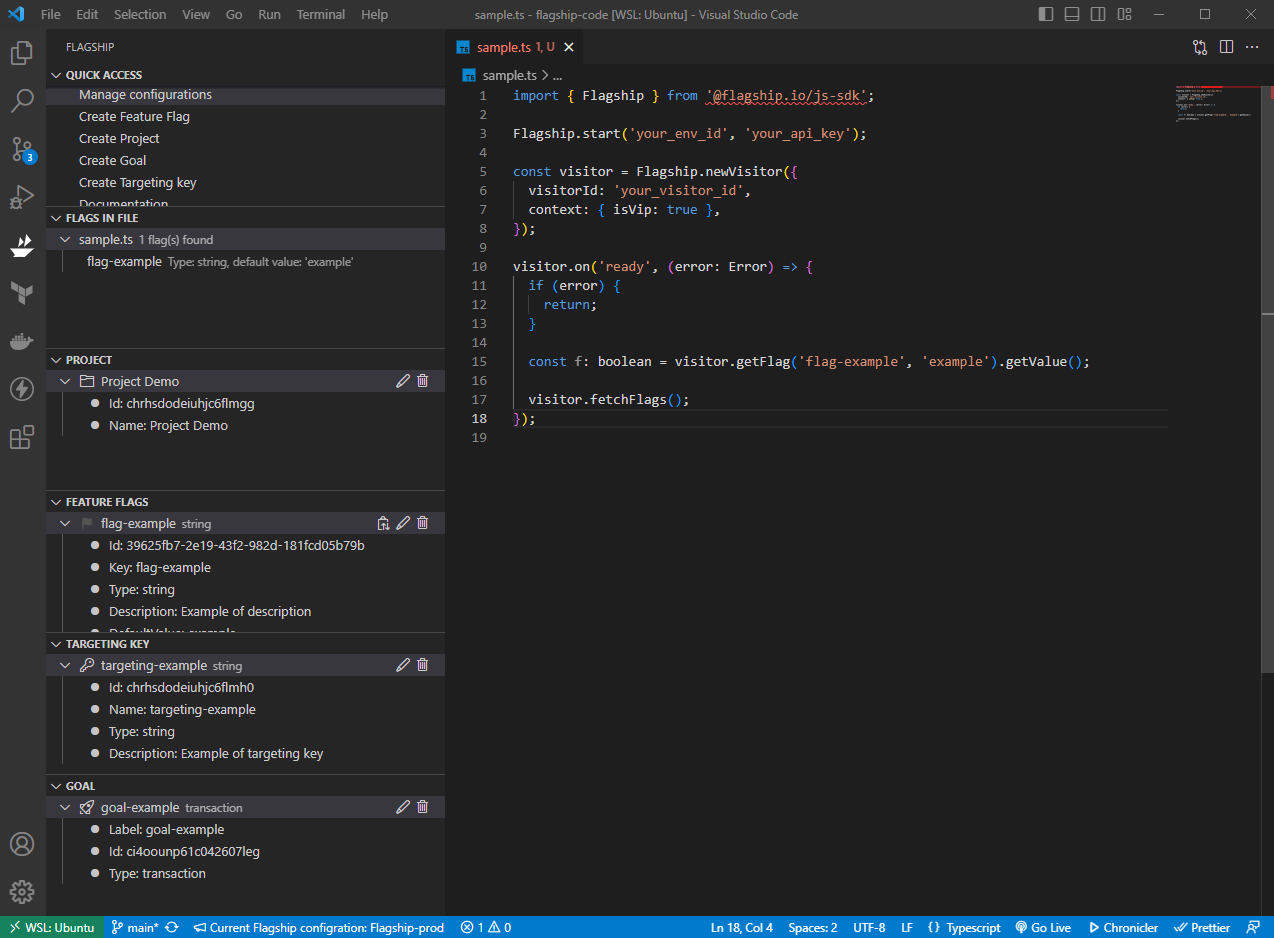 File Edit Selection View Go Run Terminal Help
sample.ts - flagship-code [WSL: Ubuntu] - Visual Studio Code
FLAGSHIP
QUICK ACCESS
Manage configurations
Create Feature Flag
Create Project
Create Goal
Create Targeting key
Documentation
FLAGS IN FILE
sample.ts 1 flag(s) found
flag-example Type: string, default value: 'example'
PROJECT
Project Demo
Id: chrhsdodeiuhjc6flmgg
Name: Project Demo
FEATURE FLAGS
flag-example string
Id: 39625fb7-2e19-43f2-982d-181fcd05b79b
Key: flag-example
Type: string
Description: Example of description
DefaultValue: example
TARGETING KEY
targeting-example string
Id: chrhsdodeiuhjc6flmh0
Name: targeting-example
Type: string
Description: Example of targeting key
GOAL
goal-example transaction
Label: goal-example
Id: ci4oounp61c042607leg
Type: transaction
3
TS sample.ts 1, U
TS sample.ts > ...
1 import { Flagship } from '@flagship.io/js-sdk';
2
3 Flagship.start('your_env_id', 'your_api_key');
4
5 const visitor = Flagship.newVisitor({
6 visitorId: 'your_visitor_id',
7 context: { isVip: true },
8 });
9
10 visitor.on('ready', (error: Error) => {
11 if (error) {
12 return;
13 }
14
15 const f: boolean = visitor.getFlag('flag-example', 'example').getValue();
16
17 visitor.fetchFlags();
18 });
19
WSL: Ubuntu main* Current Flagship configration: Flagship-prod 1 0 Ln 18, Col 4 Spaces: 2 UTF-8 LF {} Typescript Go Live Chronicler Prettier